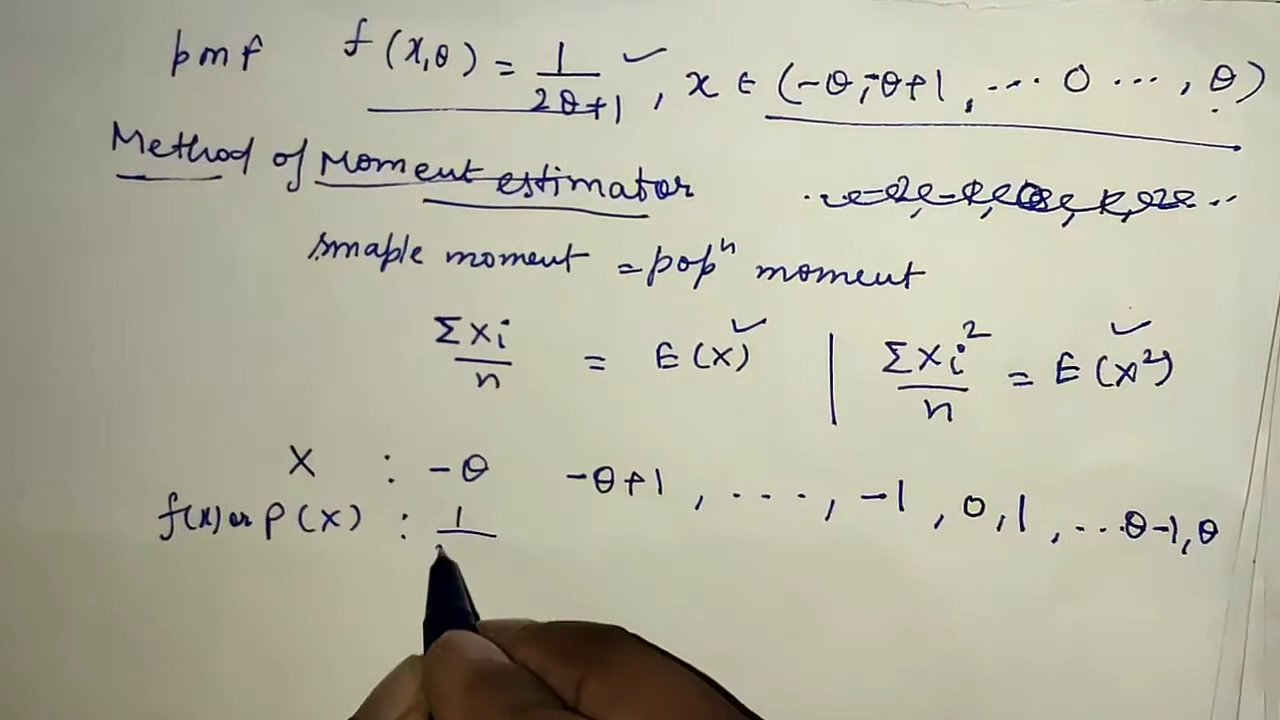 pmf f(x,θ) = 1/2θ+1, x ∈ (-θ,-θ+1, ... 0 ..., θ)
Method of Moment estimator
smaple moment = popⁿ moment
Σxi/n = E(X) | Σxi²/n = E(X²)
X : -θ -θ+1, ...., -1, 0, 1, ... θ-1, θ
f(x) or P(X) : 1